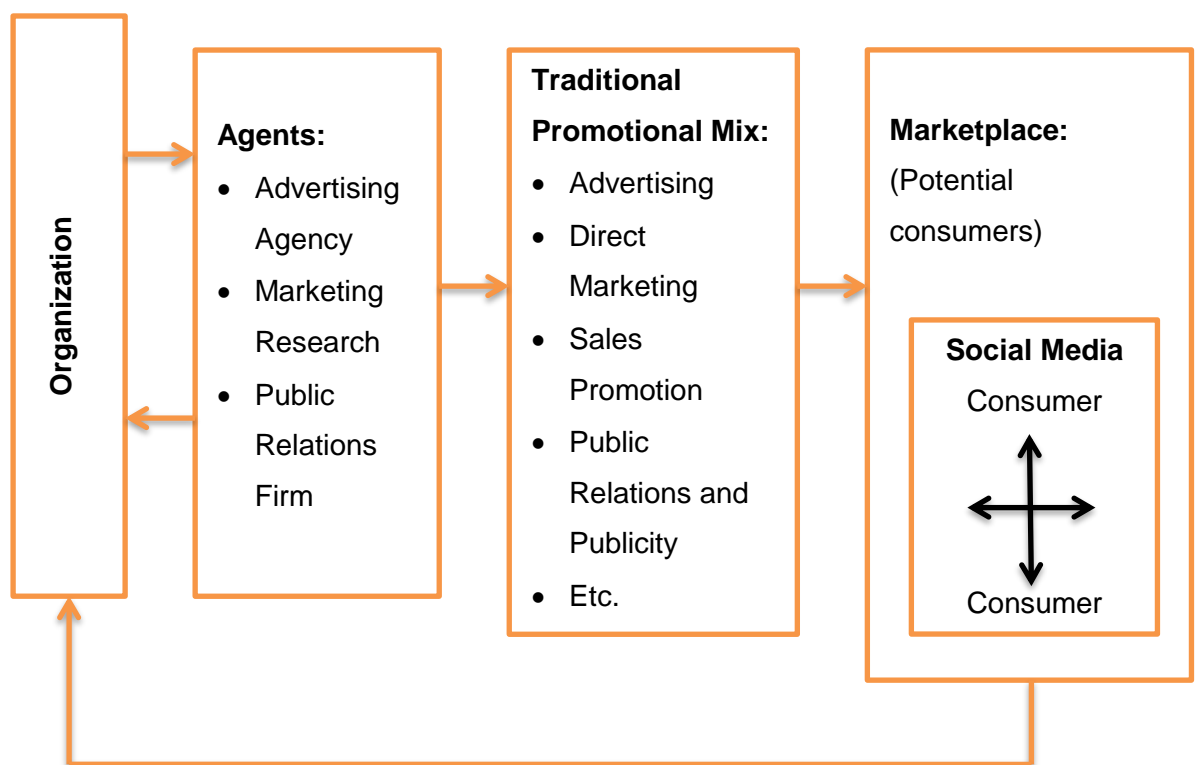 Organization
Agents:
• Advertising
Agency
• Marketing
Research
• Public
Relations
Firm
Traditional
Promotional Mix:
• Advertising
• Direct
Marketing
• Sales
Promotion
• Public
Relations and
Publicity
• Etc.
Marketplace:
(Potential
consumers)
Social Media
Consumer
Consumer